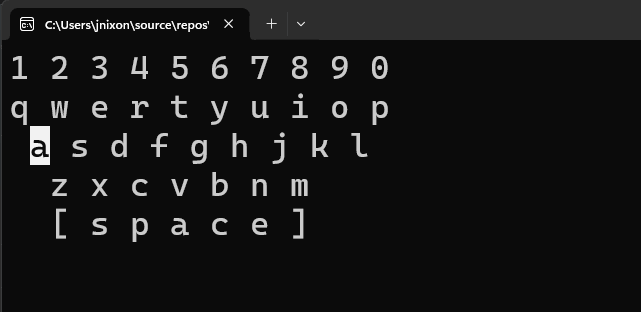 C:\Users\jnixon\source\repos\
1 2 3 4 5 6 7 8 9 0
q w e r t y u i o p
a s d f g h j k l
z x c v b n m
[ s p a c e ]